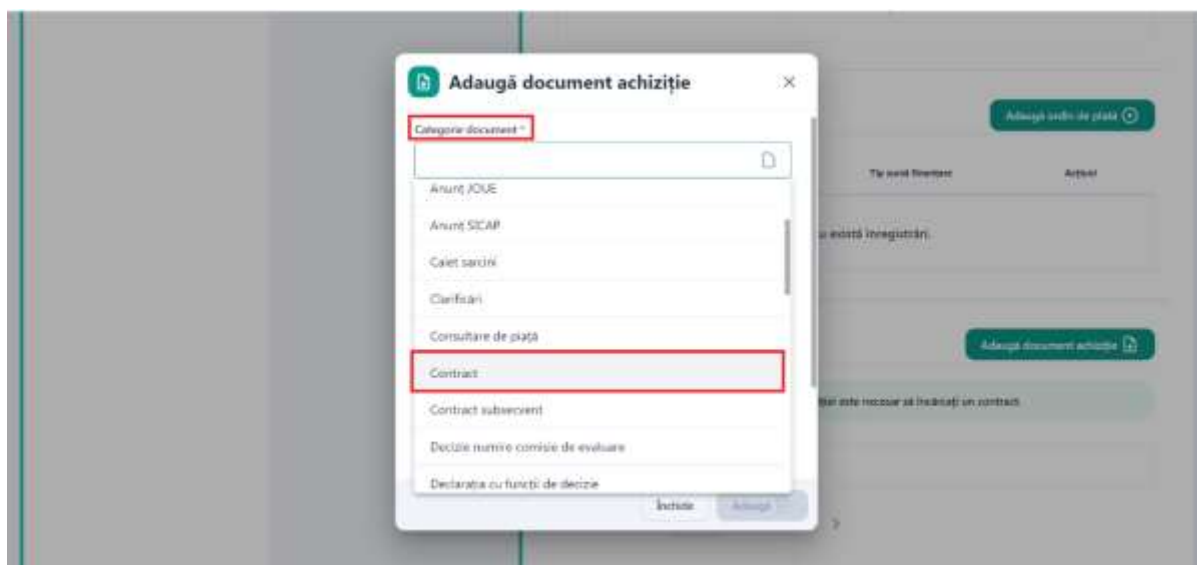 Adaugă document achiziție
Categorie document *
Anunț JOUE
Anunț SICAP
Caiet sarcini
Clarificări
Consultare de piață
Contract
Contract subsecvent
Decizie numire comisie de evaluare
Declarația cu funcții de decizie
Închide
Adaugă
Adaugă ordin de plată
Tip sursă finanțare
Acțiuni
u există înregistrări.
Adaugă document achiziție
este necesar să încărcați un contract